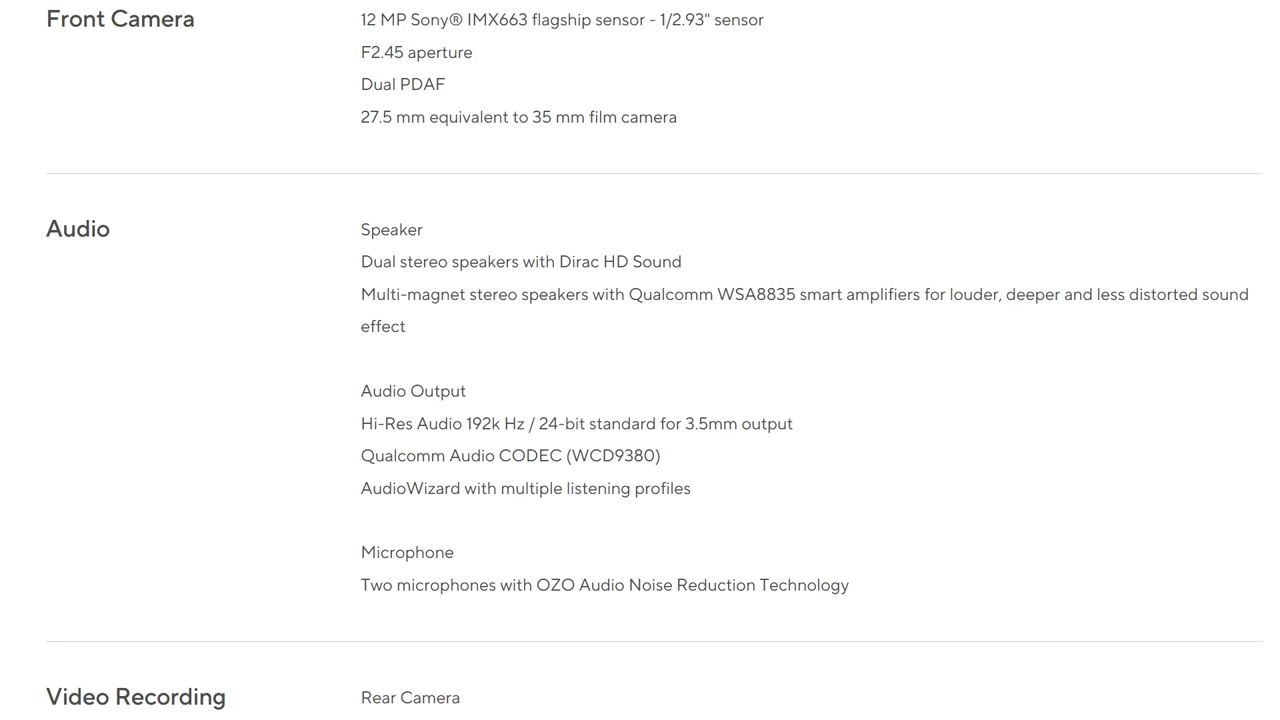 Front Camera
12 MP Sony® IMX663 flagship sensor - 1/2.93" sensor
F2.45 aperture
Dual PDAF
27.5 mm equivalent to 35 mm film camera
Audio
Speaker
Dual stereo speakers with Dirac HD Sound
Multi-magnet stereo speakers with Qualcomm WSA8835 smart amplifiers for louder, deeper and less distorted sound
effect
Audio Output
Hi-Res Audio 192k Hz / 24-bit standard for 3.5mm output
Qualcomm Audio CODEC (WCD9380)
AudioWizard with multiple listening profiles
Microphone
Two microphones with OZO Audio Noise Reduction Technology
Video Recording
Rear Camera